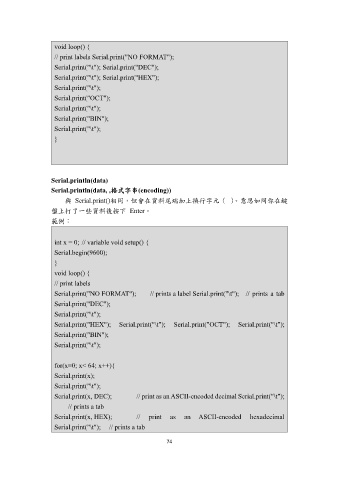 void loop() {
// print labels Serial.print("NO FORMAT");
Serial.print("\t"); Serial.print("DEC");
Serial.print("\t"); Serial.print("HEX");
Serial.print("\t");
Serial.print("OCT");
Serial.print("\t");
Serial.print("BIN");
Serial.print("\t");
}
Serial.println(data)
Serial.println(data, ,格式字串(encoding))
與 Serial.print()相同，但會在資料尾端加上換行字元（ ）。意思如同你在鍵
盤上打了一些資料後按下 Enter。
範例：
int x = 0; // variable void setup() {
Serial.begin(9600);
}
void loop() {
// print labels
Serial.print("NO FORMAT"); // prints a label Serial.print("\t"); // prints a tab
Serial.print("DEC");
Serial.print("\t");
Serial.print("HEX"); Serial.print("\t"); Serial.print("OCT"); Serial.print("\t");
Serial.print("BIN");
Serial.print("\t");
for(x=0; x< 64; x++){
Serial.print(x);
Serial.print("\t");
Serial.print(x, DEC); // print as an ASCII-encoded decimal Serial.print("\t");
// prints a tab
Serial.print(x, HEX); // print as an ASCII-encoded hexadecimal
Serial.print("\t"); // prints a tab
74